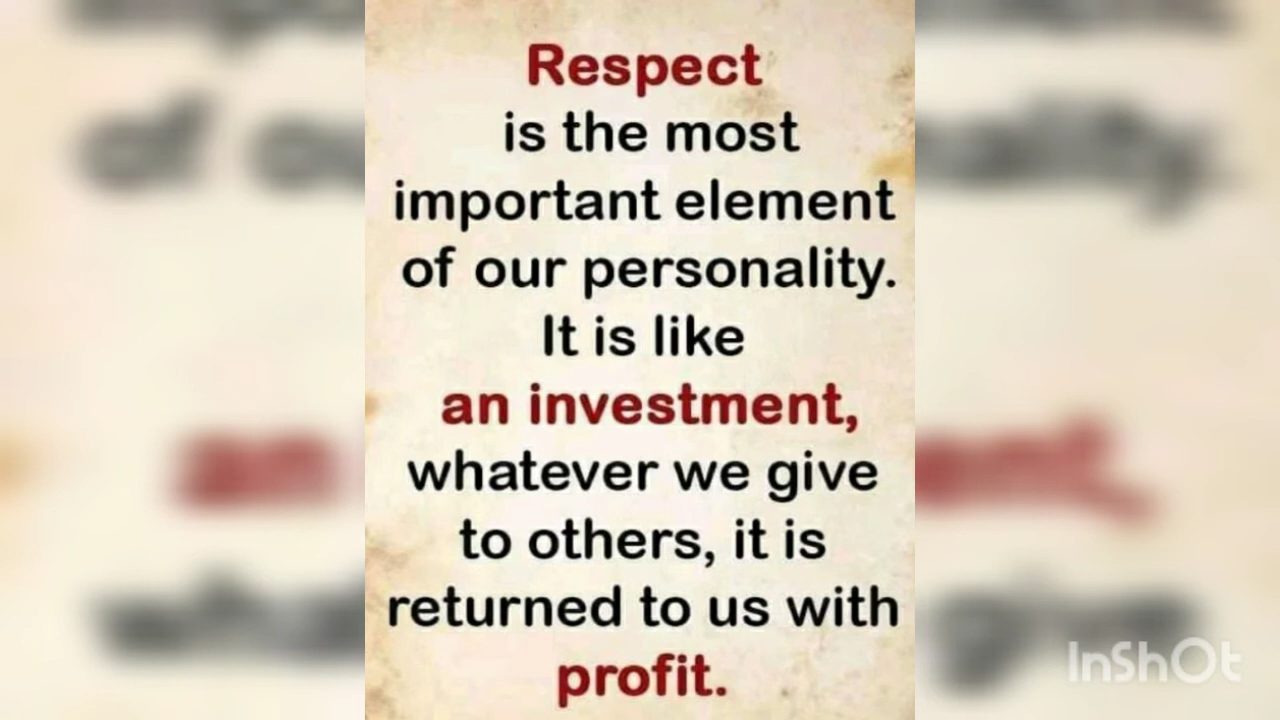 Respect
is the most
important element
of our personality.
It is like
an investment,
whatever we give
to others, it is
returned to us with
profit.
InShOt